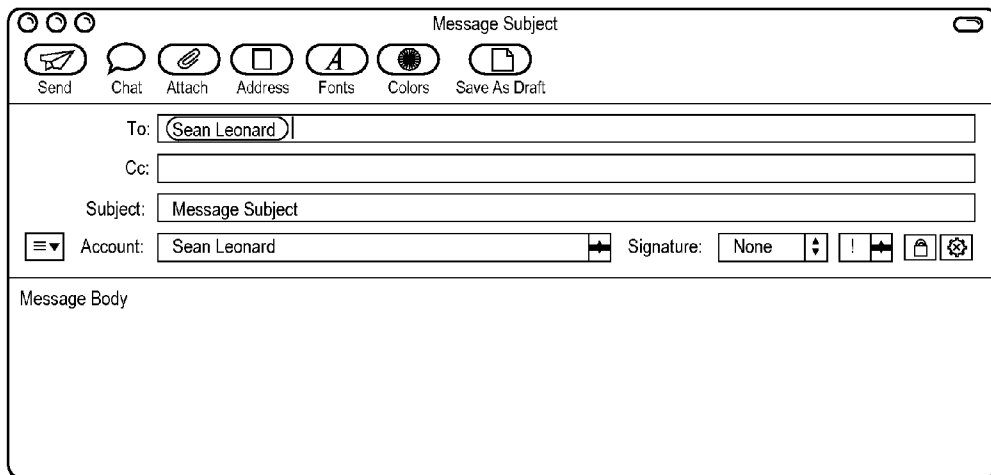 Message Subject
Send Chat Attach Address Fonts Colors Save As Draft
To: Sean Leonard
Cc:
Subject: Message Subject
Account: Sean Leonard Signature: None !
Message Body